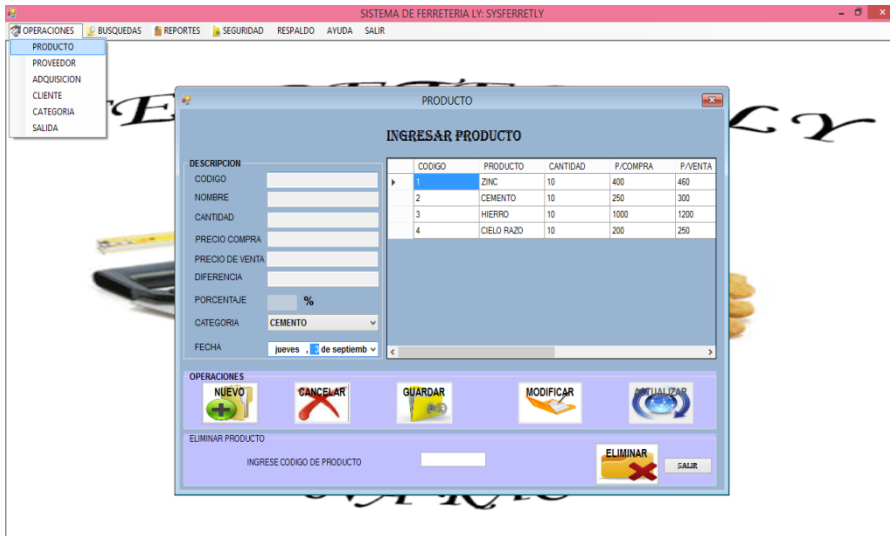 SISTEMA DE FERRETERIA LY: SYSFERRETLY
OPERACIONES BUSQUEDAS REPORTES SEGURIDAD RESPALDO AYUDA SALIR
PRODUCTO
PROVEEDOR
ADQUISICION
CLIENTE
CATEGORIA
SALIDA
LY
PRODUCTO
INGRESAR PRODUCTO
DESCRIPCION
CODIGO
NOMBRE
CANTIDAD
PRECIO COMPRA
PRECIO DE VENTA
DIFERENCIA
PORCENTAJE %
CATEGORIA CEMENTO
FECHA jueves , 3 de septiemb
CODIGO PRODUCTO CANTIDAD P/COMPRA P/VENTA
1 ZINC 10 400 460
2 CEMENTO 10 250 300
3 HIERRO 10 1000 1200
4 CIELO RAZO 10 200 250
OPERACIONES
NUEVO CANCELAR GUARDAR MODIFICAR ACTUALIZAR
ELIMINAR PRODUCTO
INGRESE CODIGO DE PRODUCTO
ELIMINAR
SALIR